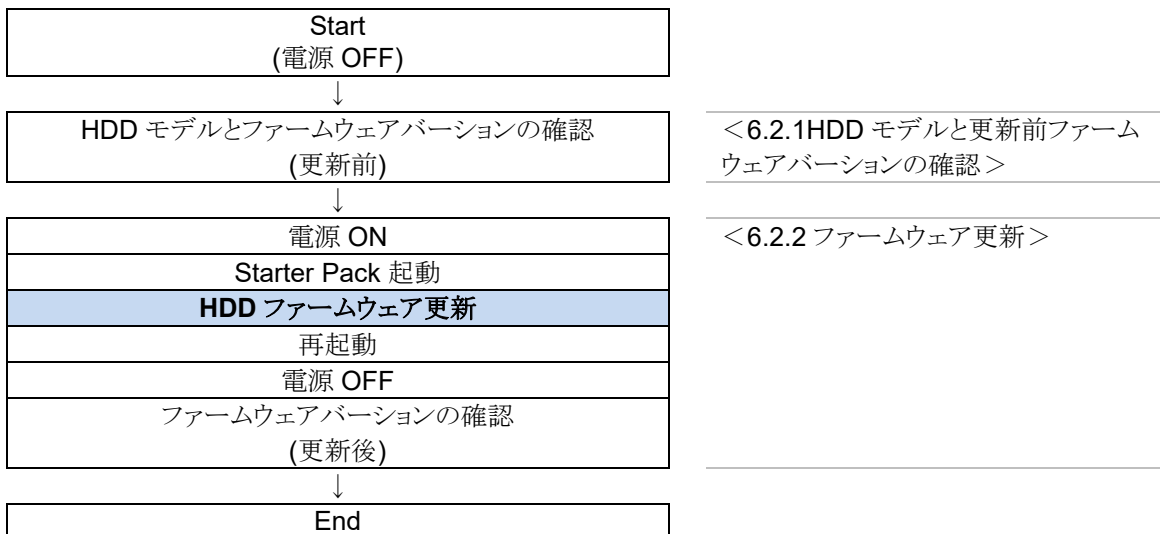 Start
(電源 OFF)
↓
HDD モデルとファームウェアバージョンの確認
(更新前)
<6.2.1HDD モデルと更新前ファーム
ウェアバージョンの確認>
↓
電源 ON
<6.2.2 ファームウェア更新>
Starter Pack 起動
HDD ファームウェア更新
再起動
電源 OFF
ファームウェアバージョンの確認
(更新後)
↓
End